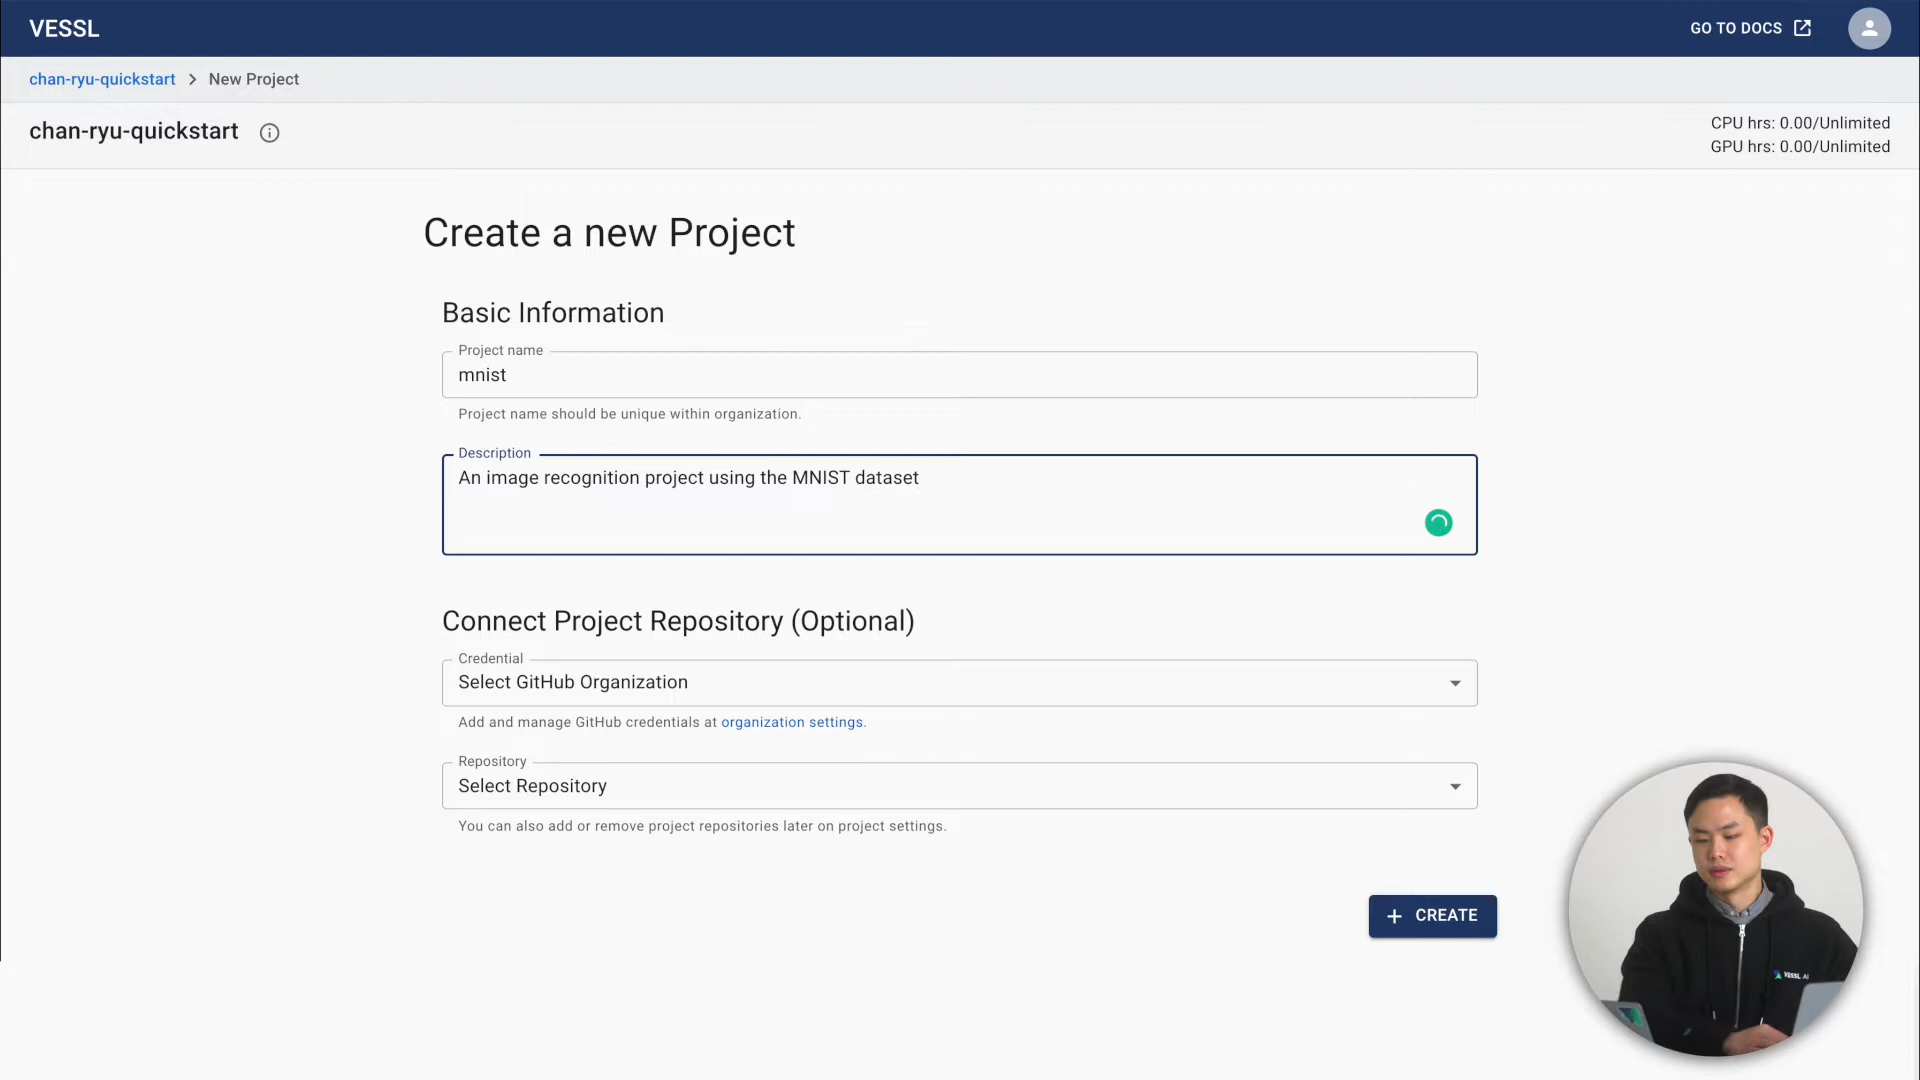 VESSL
GO TO DOCS
chan-ryu-quickstart > New Project
chan-ryu-quickstart
CPU hrs: 0.00/Unlimited
GPU hrs: 0.00/Unlimited
Create a new Project
Basic Information
Project name
mnist
Project name should be unique within organization.
Description
An image recognition project using the MNIST dataset
Connect Project Repository (Optional)
Credential
Select GitHub Organization
Add and manage GitHub credentials at organization settings.
Repository
Select Repository
You can also add or remove project repositories later on project settings.
+ CREATE
VESSL AI